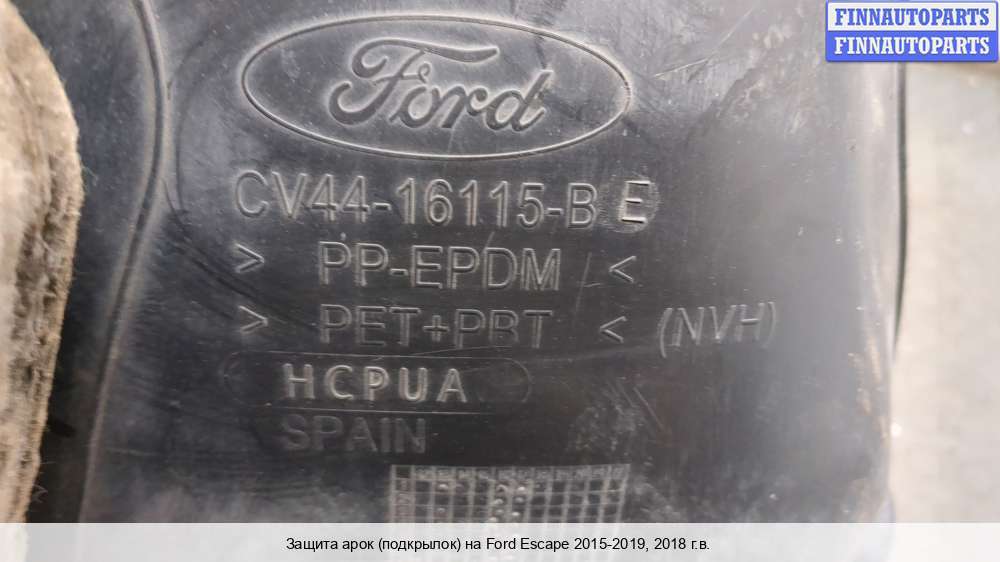 FINNAUTOPARTS
FINNAUTOPARTS
Ford
CV44-16115-B E
> PP-EPDM <
> PET+PBT < (NVH)
HCPUA
SPAIN
Защита арок (подкрылок) на Ford Escape 2015-2019, 2018 г.в.